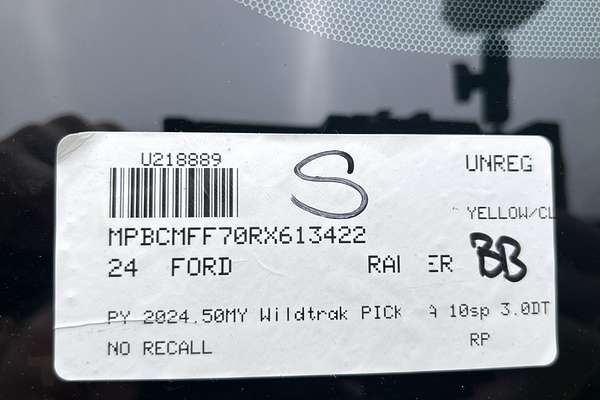 U218889 S UNREG
YELLOW/CL
MPBCMFF70RX613422
24 FORD BB
PY 2024.50MY Wildtrak PICK A 10sp 3.0DT
NO RECALL RP